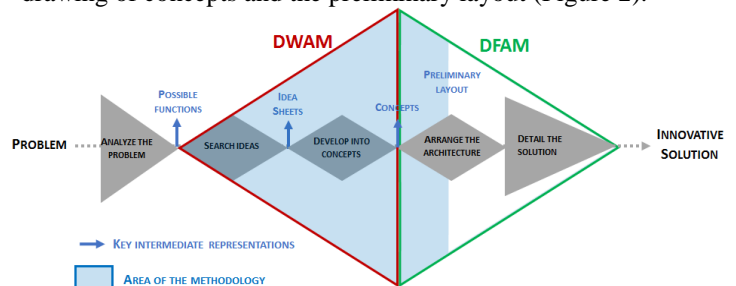 drawing of concepts and the preliminary layout (Figure 2).
DWAM
DFAM
POSSIBLE
FUNCTIONS
IDEA
SHEETS
CONCEPTS
PRELIMINARY
LAYOUT
PROBLEM
ANALYZE THE
PROBLEM
SEARCH IDEAS
DEVELOP INTO
CONCEPTS
ARRANGE THE
ARCHITECTURE
DETAIL THE
SOLUTION
INNOVATIVE
SOLUTION
KEY INTERMEDIATE REPRESENTATIONS
AREA OF THE METHODOLOGY